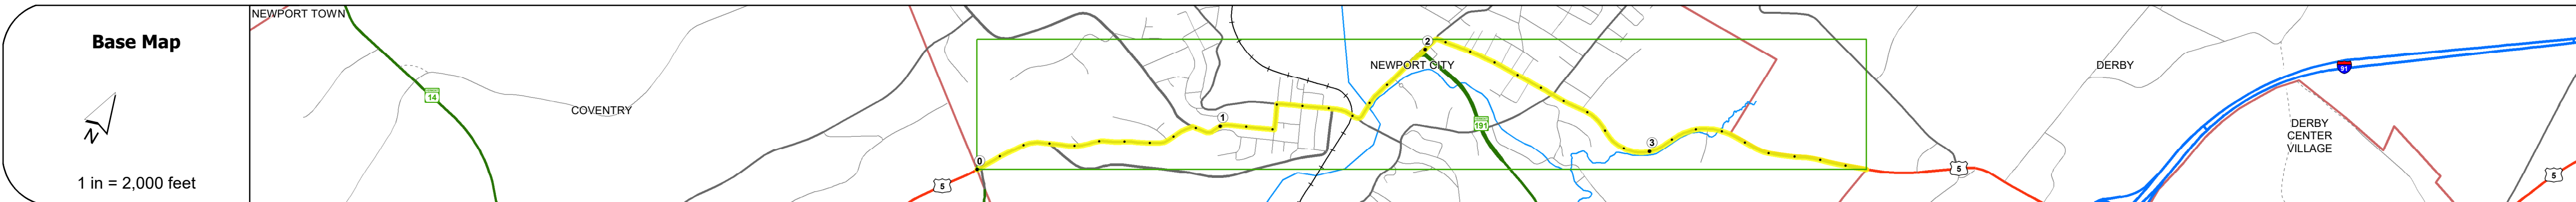 Base Map
N
1 in = 2,000 feet
NEWPORT TOWN
14
COVENTRY
5
0
1
2
NEWPORT CITY
191
3
5
DERBY
91
DERBY
CENTER
VILLAGE
5